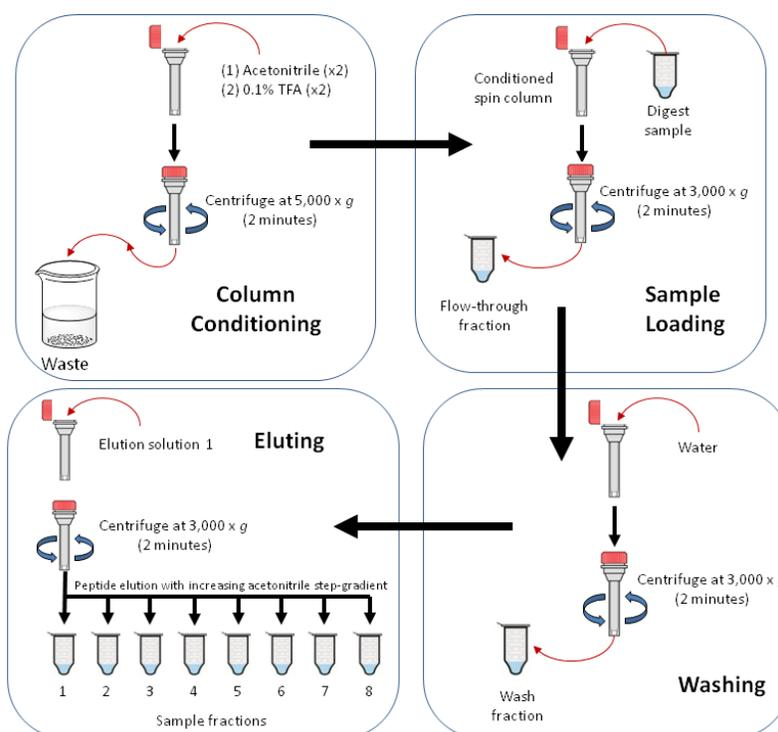 (1) Acetonitrile (x2)
(2) 0.1% TFA (x2)
Centrifuge at 5,000 x g
(2 minutes)
Column
Conditioning
Waste
Conditioned
spin column
Digest
sample
Centrifuge at 3,000 x g
(2 minutes)
Flow-through
fraction
Sample
Loading
Elution solution 1
Eluting
Centrifuge at 3,000 x g
(2 minutes)
Peptide elution with increasing acetonitrile step-gradient
1 2 3 4 5 6 7 8
Sample fractions
Water
Centrifuge at 3,000 x
(2 minutes)
Wash
fraction
Washing